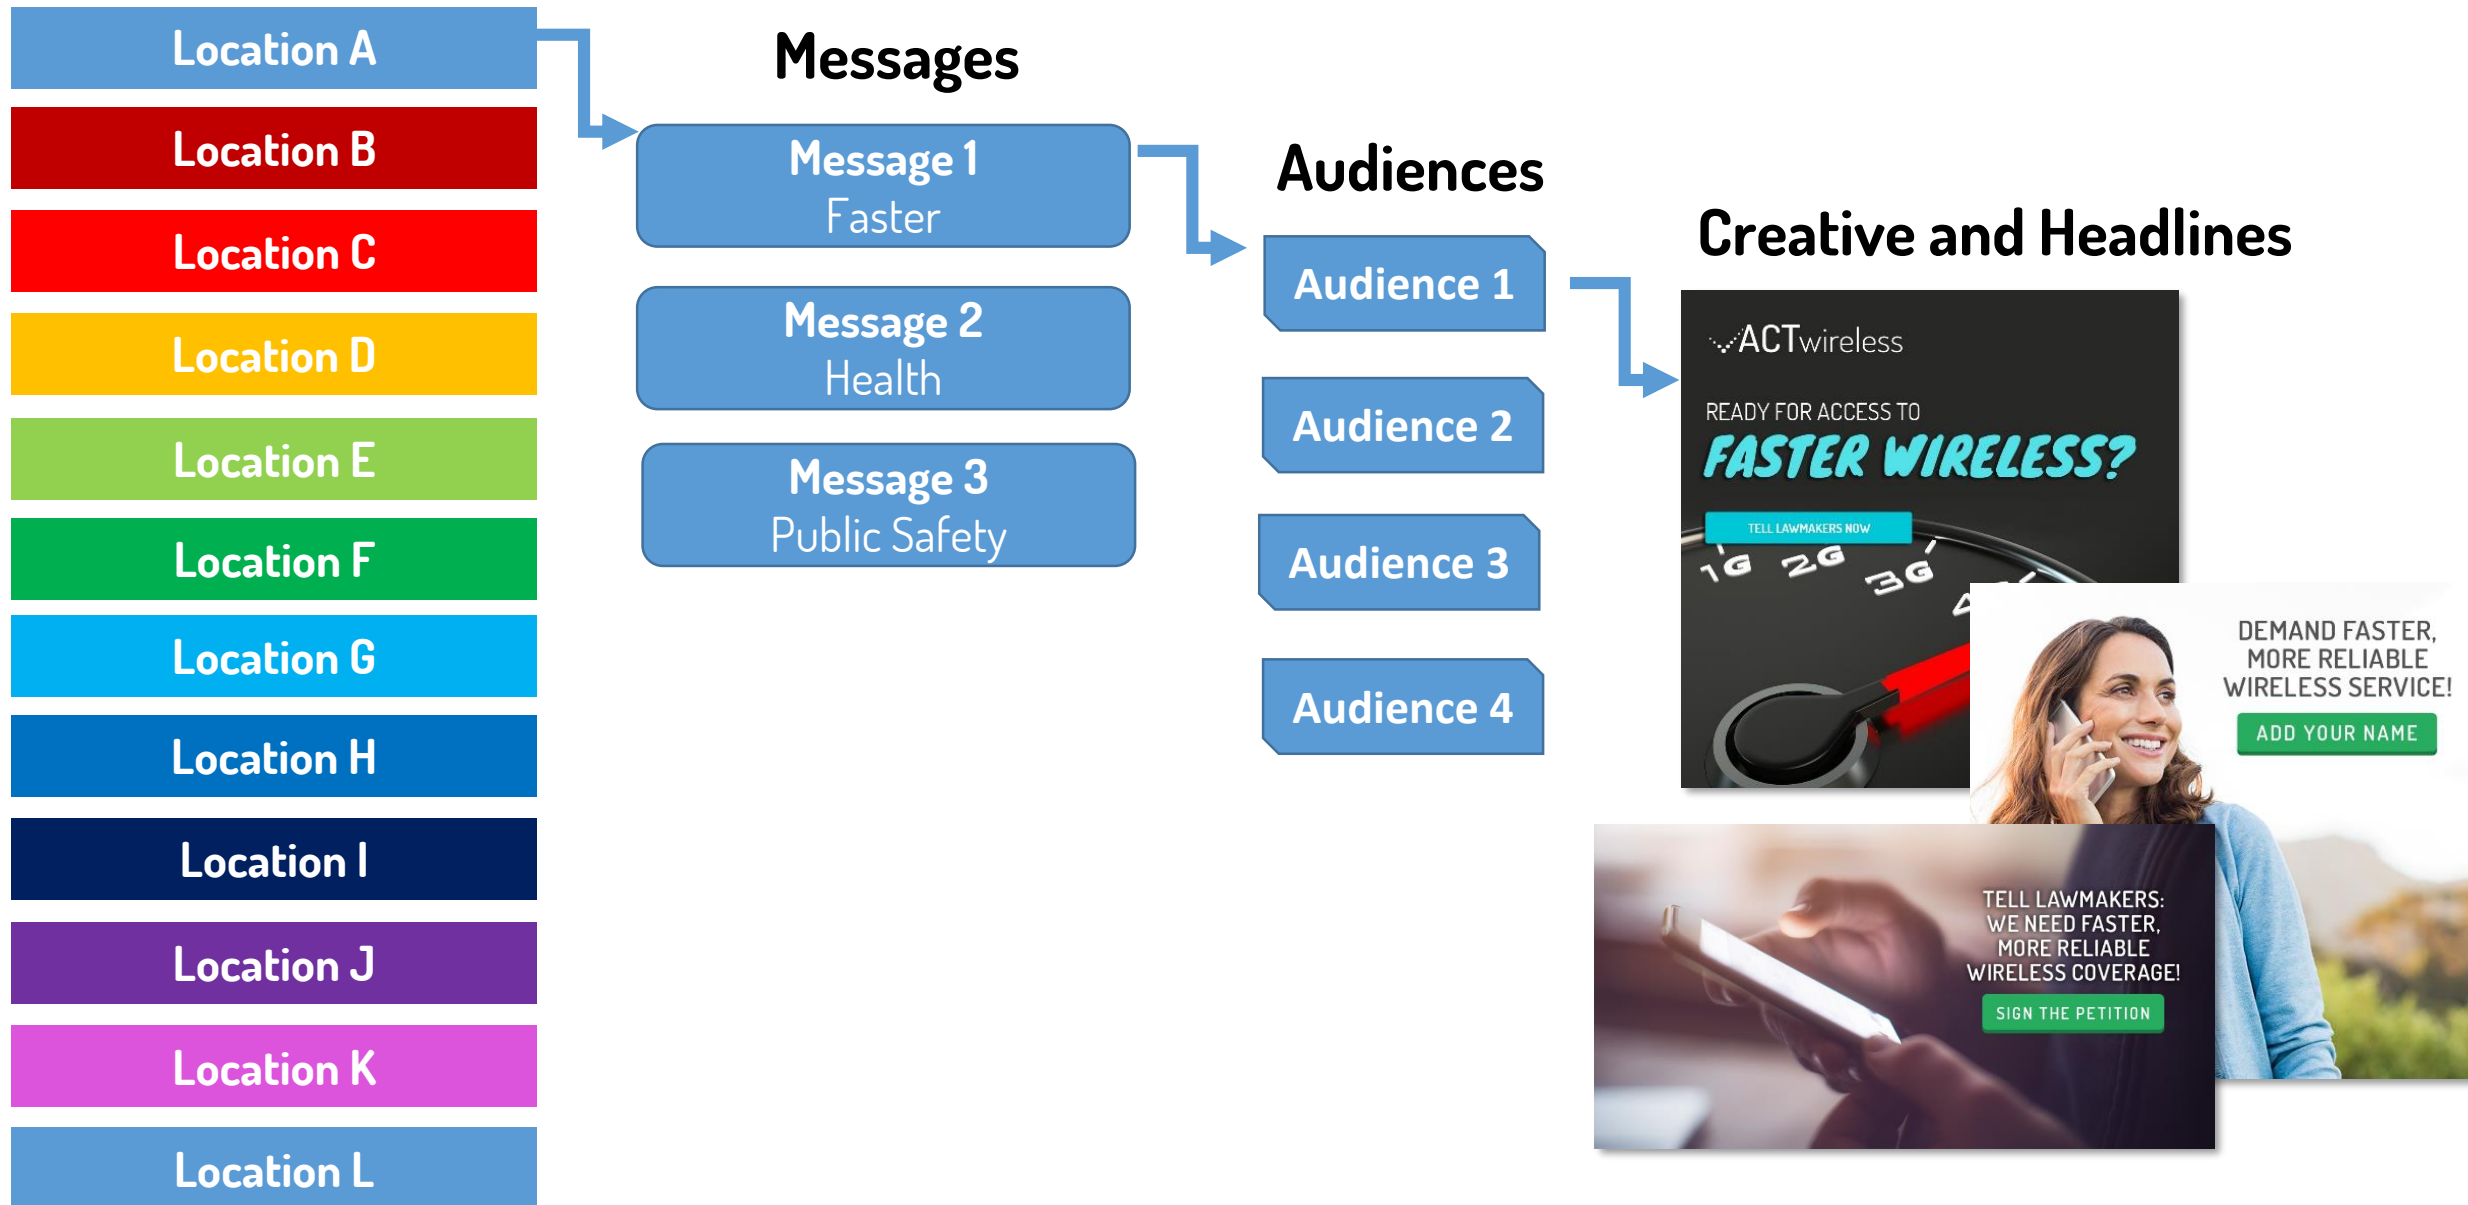 Location A
Location B
Location C
Location D
Location E
Location F
Location G
Location H
Location I
Location J
Location K
Location L
Messages
Message 1
Faster
Message 2
Health
Message 3
Public Safety
Audiences
Audience 1
Audience 2
Audience 3
Audience 4
Creative and Headlines
ACTwireless
READY FOR ACCESS TO
FASTER WIRELESS?
TELL LAWMAKERS NOW
1G 2G 3G 4
DEMAND FASTER,
MORE RELIABLE
WIRELESS SERVICE!
ADD YOUR NAME
TELL LAWMAKERS:
WE NEED FASTER,
MORE RELIABLE
WIRELESS COVERAGE!
SIGN THE PETITION